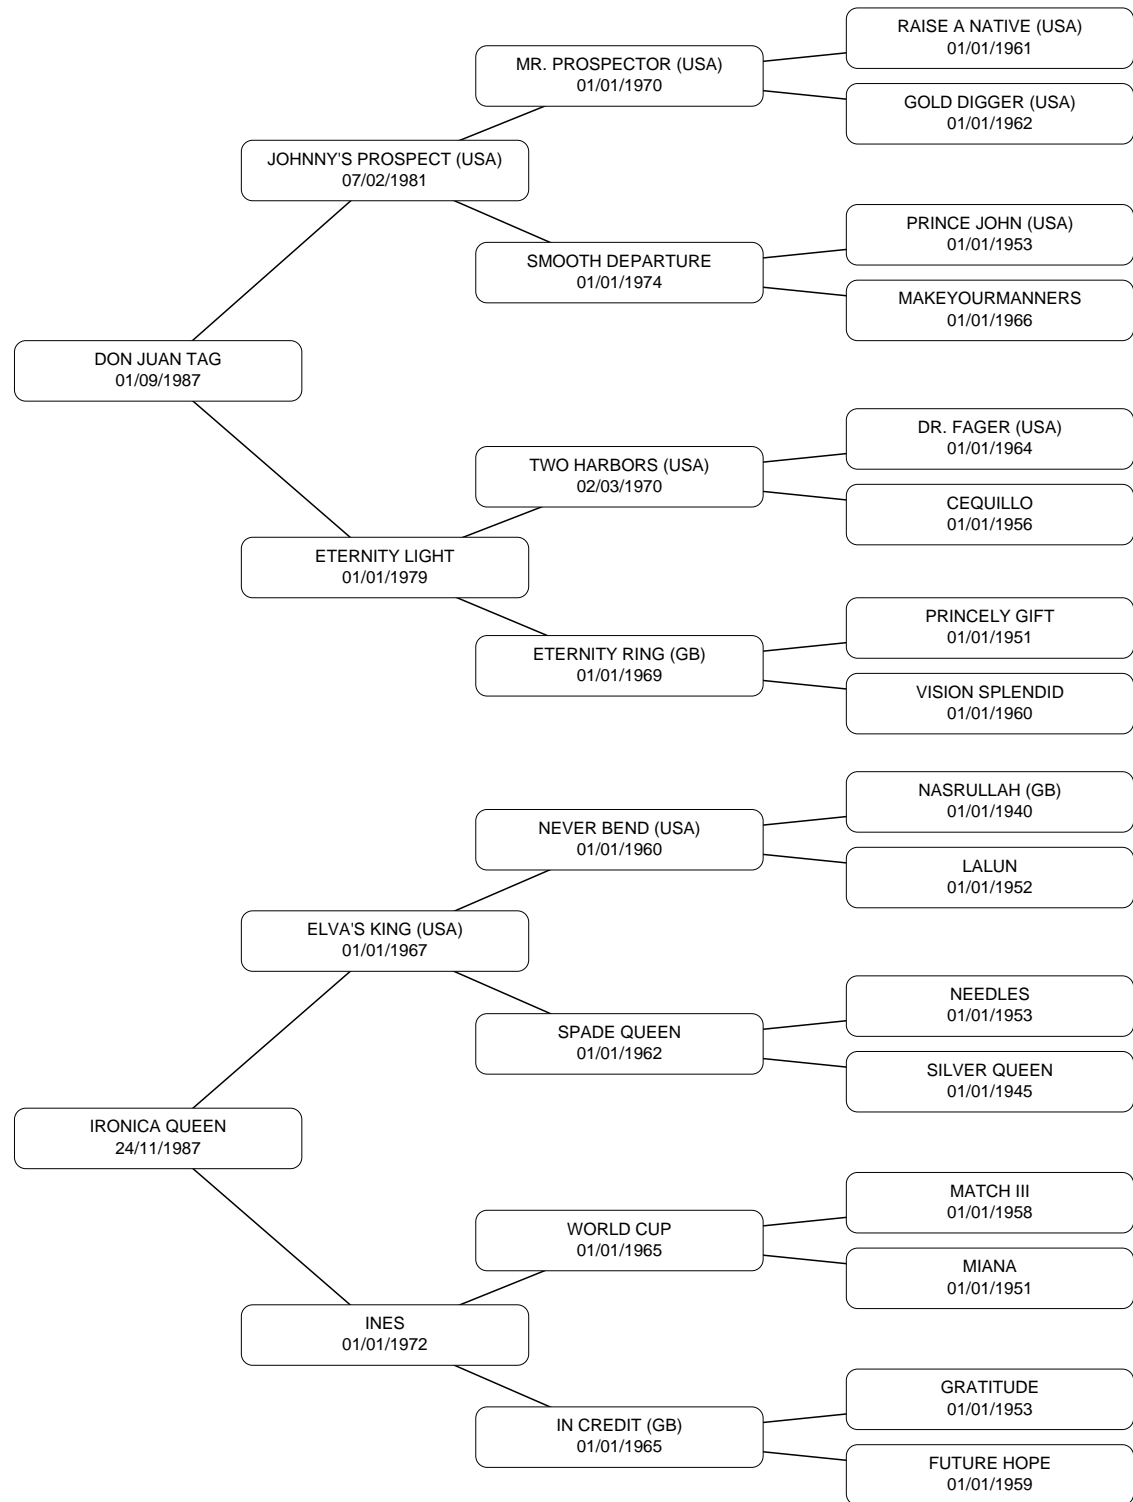 RAISE A NATIVE (USA)
01/01/1961
MR. PROSPECTOR (USA)
01/01/1970
GOLD DIGGER (USA)
01/01/1962
JOHNNY'S PROSPECT (USA)
07/02/1981
PRINCE JOHN (USA)
01/01/1953
SMOOTH DEPARTURE
01/01/1974
MAKEYOURMANNERS
01/01/1966
DON JUAN TAG
01/09/1987
DR. FAGER (USA)
01/01/1964
TWO HARBORS (USA)
02/03/1970
CEQUILLO
01/01/1956
ETERNITY LIGHT
01/01/1979
PRINCELY GIFT
01/01/1951
ETERNITY RING (GB)
01/01/1969
VISION SPLENDID
01/01/1960
NASRULLAH (GB)
01/01/1940
NEVER BEND (USA)
01/01/1960
LALUN
01/01/1952
ELVA'S KING (USA)
01/01/1967
NEEDLES
01/01/1953
SPADE QUEEN
01/01/1962
SILVER QUEEN
01/01/1945
IRONICA QUEEN
24/11/1987
MATCH III
01/01/1958
WORLD CUP
01/01/1965
MIANA
01/01/1951
INES
01/01/1972
GRATITUDE
01/01/1953
IN CREDIT (GB)
01/01/1965
FUTURE HOPE
01/01/1959